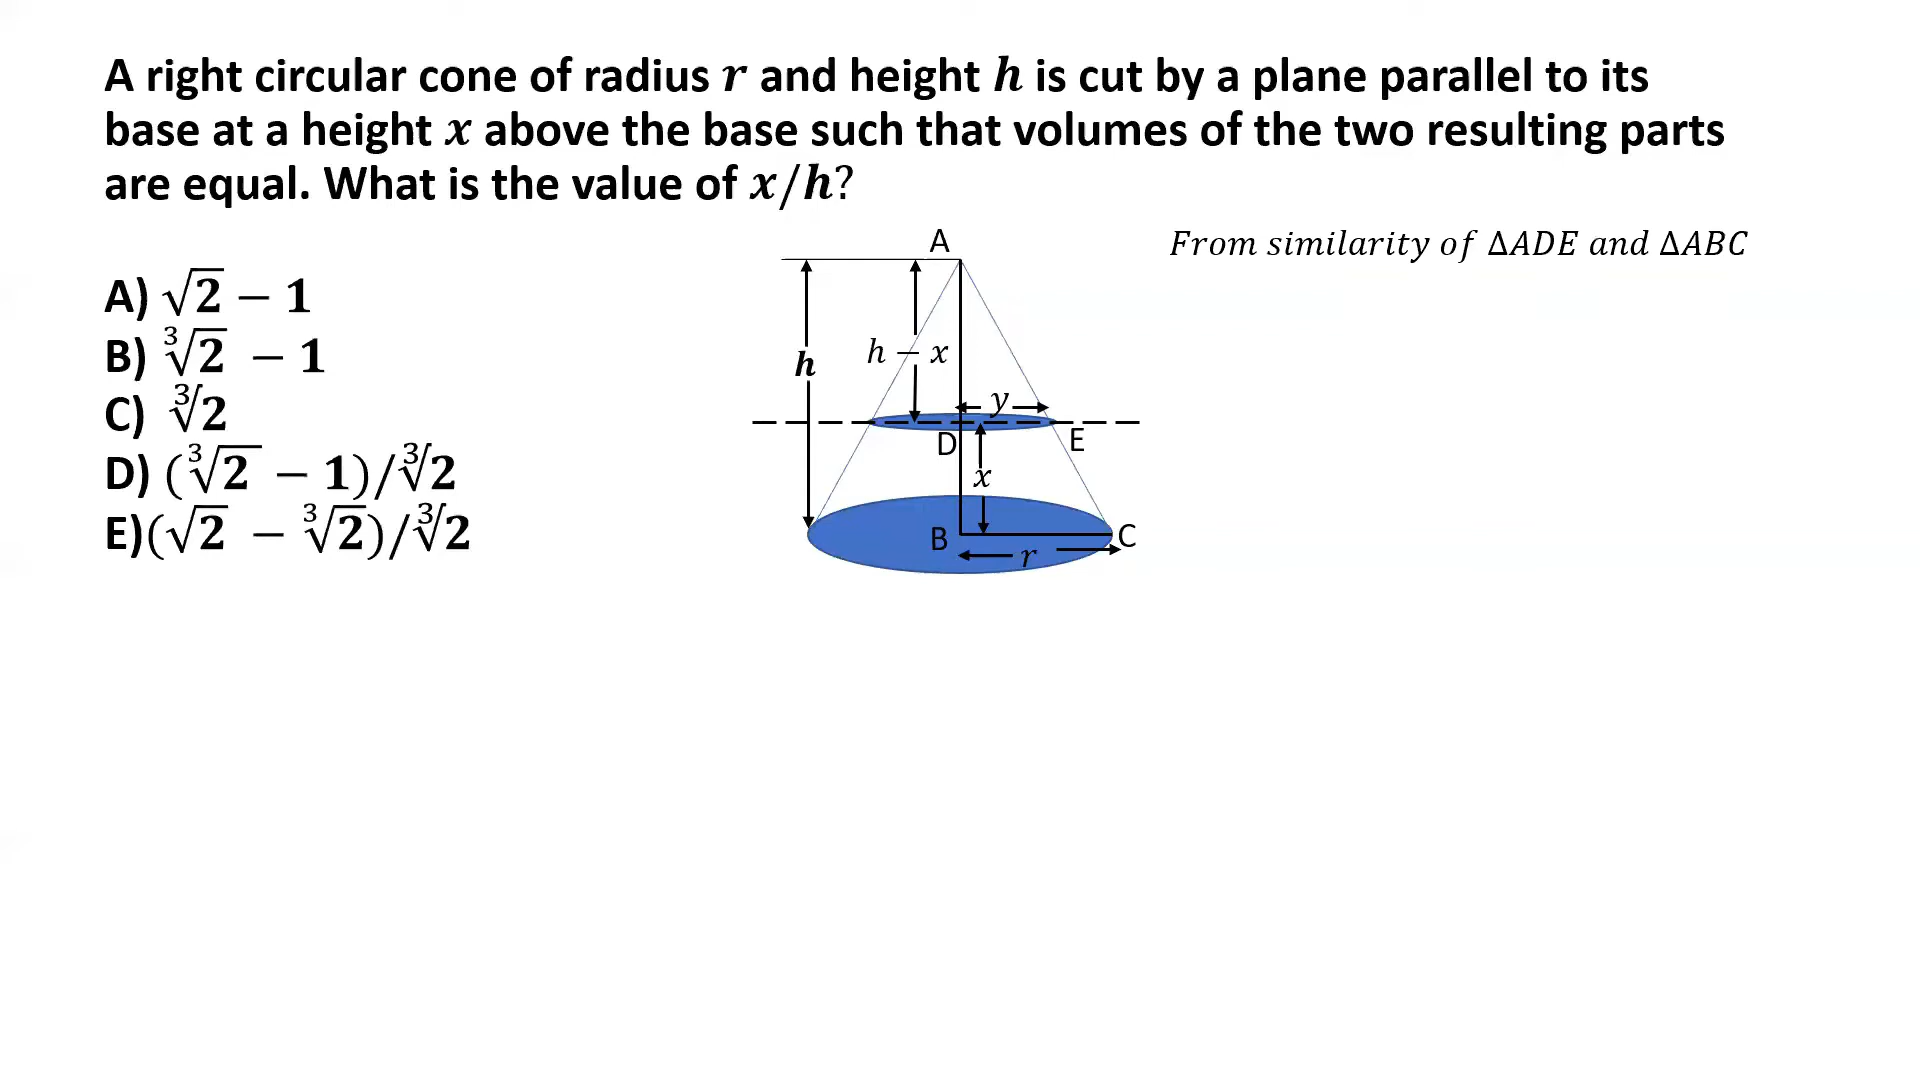 A right circular cone of radius r and height h is cut by a plane parallel to its
base at a height x above the base such that volumes of the two resulting parts
are equal. What is the value of x/h?
From similarity of ΔADE and ΔABC
A) √2 − 1
B) ∛2 − 1
C) ∛2
D) (∛2 − 1)/∛2
E)(√2 − ∛2)/∛2
A
h
h − x
y
D
E
x
B
C
r